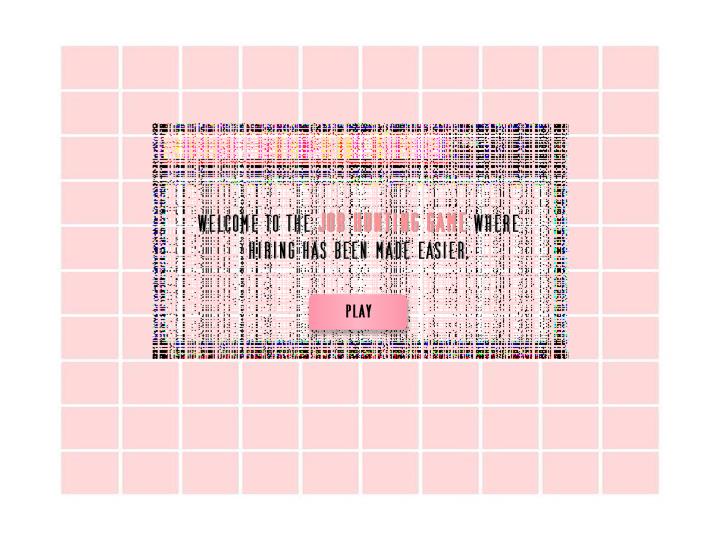 WELCOME TO THE JOB HUNTING GAME WHERE
HIRING HAS BEEN MADE EASIER.
PLAY